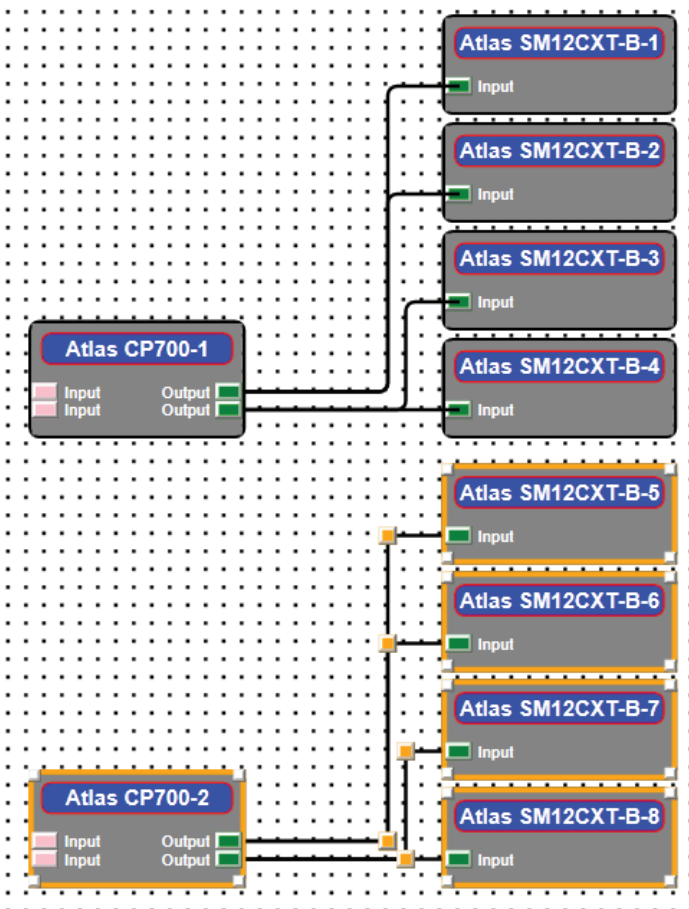 Atlas SM12CXT-B-1
Input
Atlas SM12CXT-B-2
Input
Atlas SM12CXT-B-3
Input
Atlas CP700-1
Atlas SM12CXT-B-4
Input Output
Input Output
Input
Atlas SM12CXT-B-5
Input
Atlas SM12CXT-B-6
Input
Atlas SM12CXT-B-7
Input
Atlas CP700-2
Atlas SM12CXT-B-8
Input Output
Input Output
Input